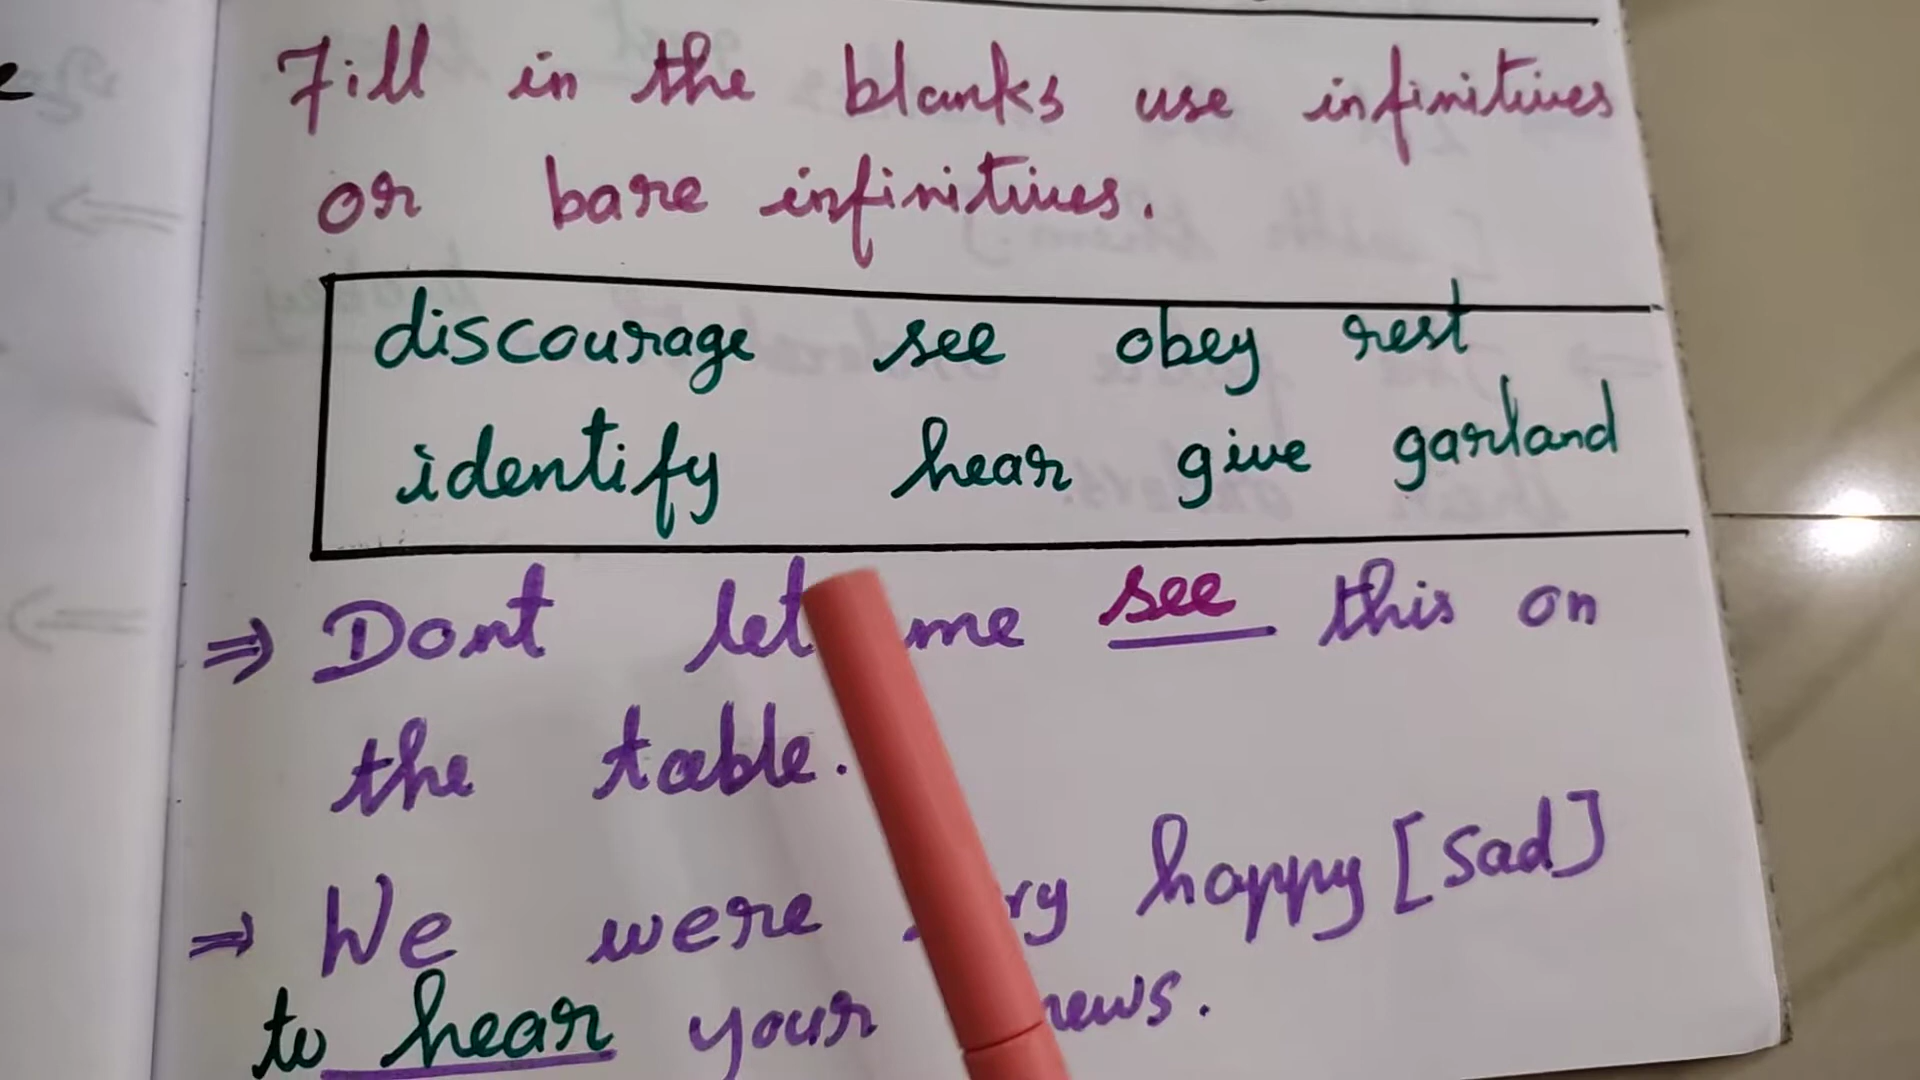 Fill in the blanks use infinitives
or bare infinitives.
discourage see obey rest
identify hear give garland
⇒ Dont let me see this on
the table.
⇒ We were happy [sad]
to hear your news.